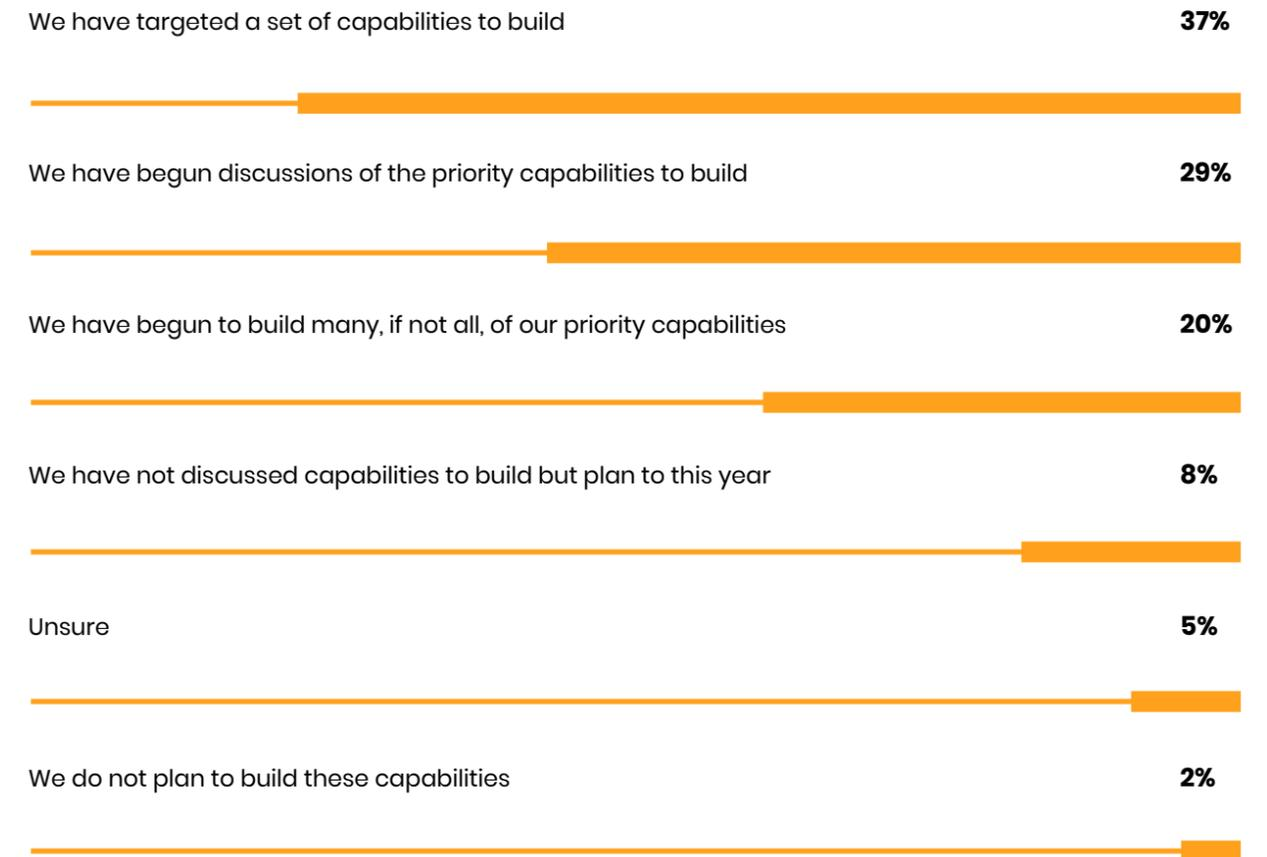 We have targeted a set of capabilities to build 37%
We have begun discussions of the priority capabilities to build 29%
We have begun to build many, if not all, of our priority capabilities 20%
We have not discussed capabilities to build but plan to this year 8%
Unsure 5%
We do not plan to build these capabilities 2%